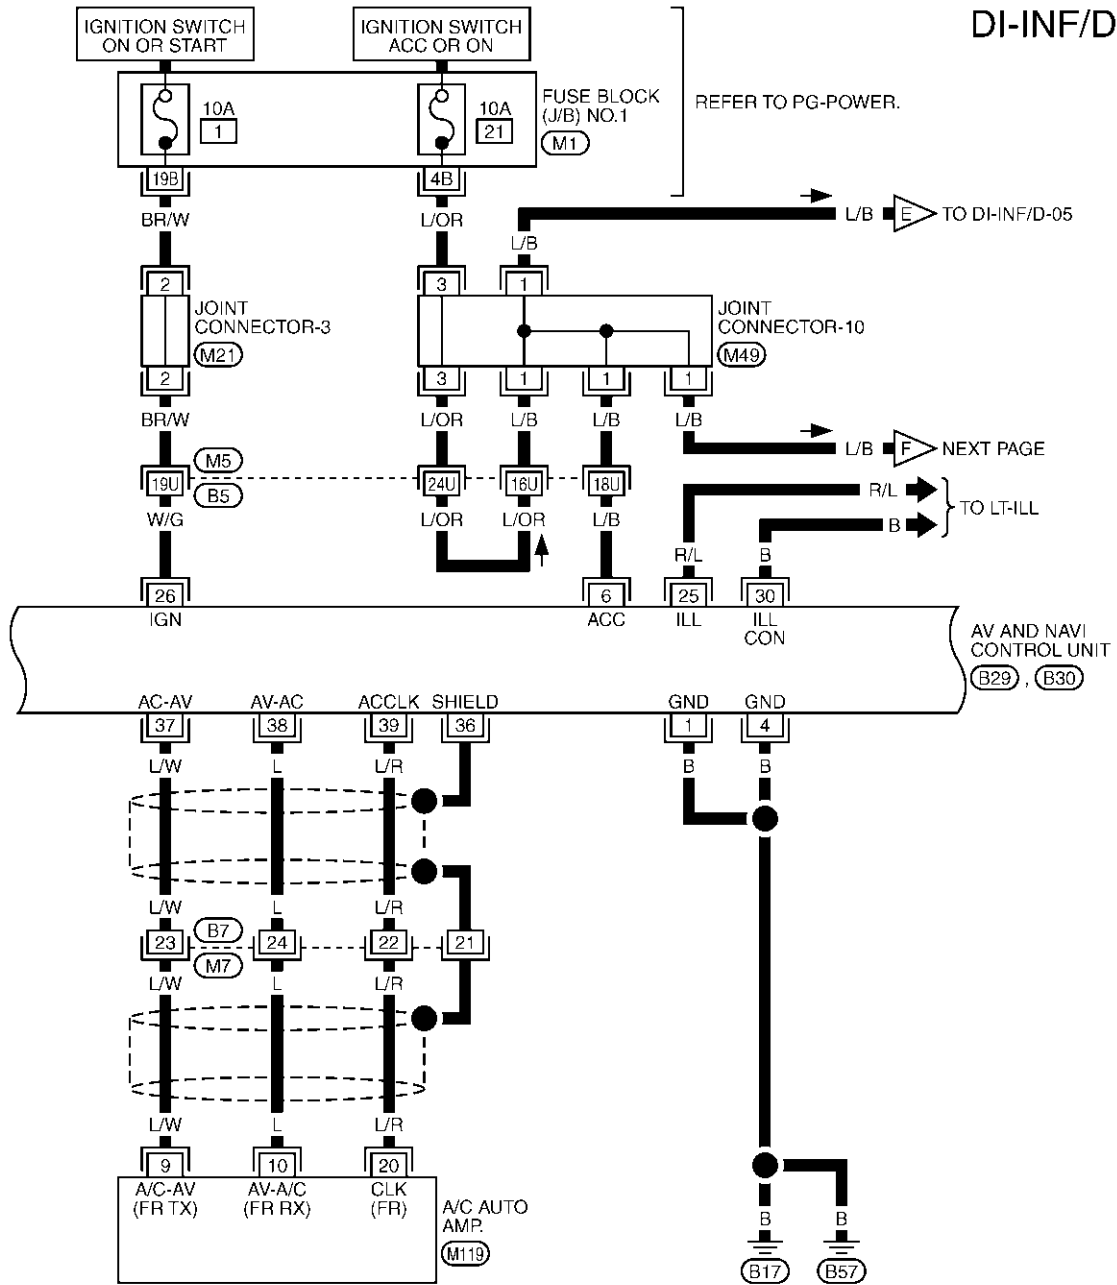 DI-INF/D
IGNITION SWITCH
ON OR START
IGNITION SWITCH
ACC OR ON
10A
1
10A
21
FUSE BLOCK
(J/B) NO.1
M1
REFER TO PG-POWER.
19B
4B
BR/W
L/OR
L/B
L/B
E
TO DI-INF/D-05
2
3
1
JOINT
CONNECTOR-3
M21
JOINT
CONNECTOR-10
M49
2
3
1
1
1
BR/W
L/OR
L/B
L/B
L/B
L/B
F
NEXT PAGE
M5
B5
19U
24U
16U
18U
R/L
B
TO LT-ILL
W/G
L/OR
L/OR
L/B
R/L
B
26
6
25
30
IGN
ACC
ILL
ILL
CON
AV AND NAVI
CONTROL UNIT
B29 , B30
AC-AV
AV-AC
ACCLK
SHIELD
GND
GND
37
38
39
36
1
4
L/W
L
L/R
B
B
L/W
L
L/R
B7
M7
23
24
22
21
L/W
L
L/R
L/W
L
L/R
9
10
20
A/C-AV
(FR TX)
AV-A/C
(FR RX)
CLK
(FR)
A/C AUTO
AMP.
M119
B
B
B17
B57